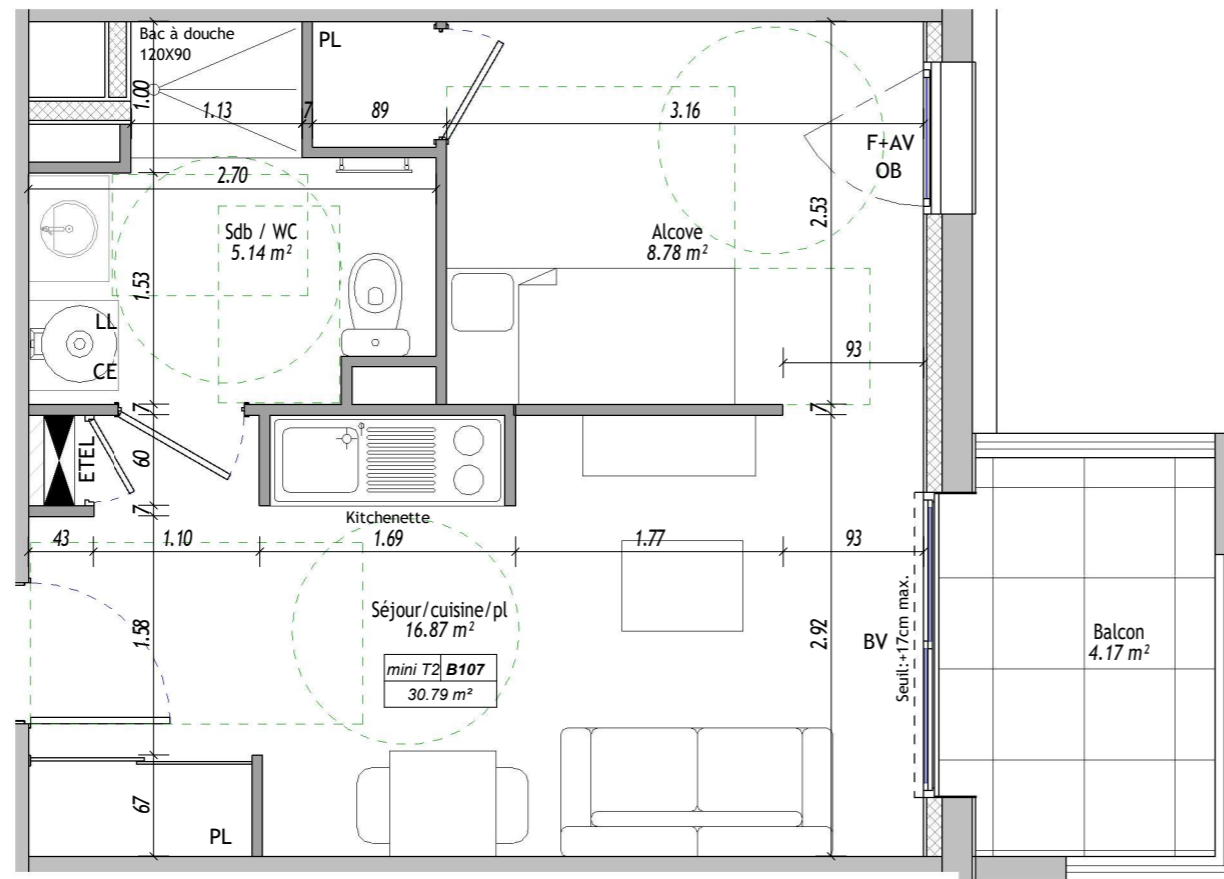 Bac à douche
120X90
PL
1.00
1.13
7
89
3.16
F+AV
OB
2.70
Sdb / WC
5.14 m²
Alcove
8.78 m²
2.53
1.53
LL
CE
93
7
7
ETEL
60
7
Kitchenette
43
1.10
1.69
1.77
93
Séjour/cuisine/pl
16.87 m²
1.58
mini T2 B107
30.79 m²
2.92
BV
Seuil:+17cm max.
Balcon
4.17 m²
67
PL